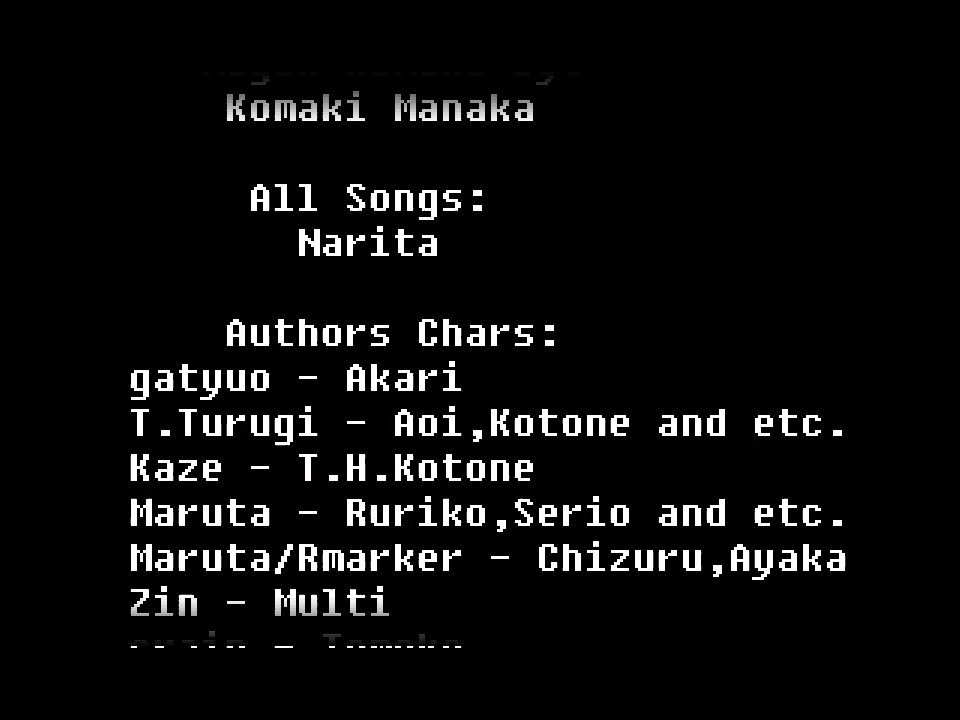 Komaki Manaka
All Songs:
Narita
Authors Chars:
gatyuo - Akari
T.Turugi - Aoi,Kotone and etc.
Kaze - T.H.Kotone
Maruta - Ruriko,Serio and etc.
Maruta/Rmarker - Chizuru,Ayaka
Zin - Multi
- Tomoko